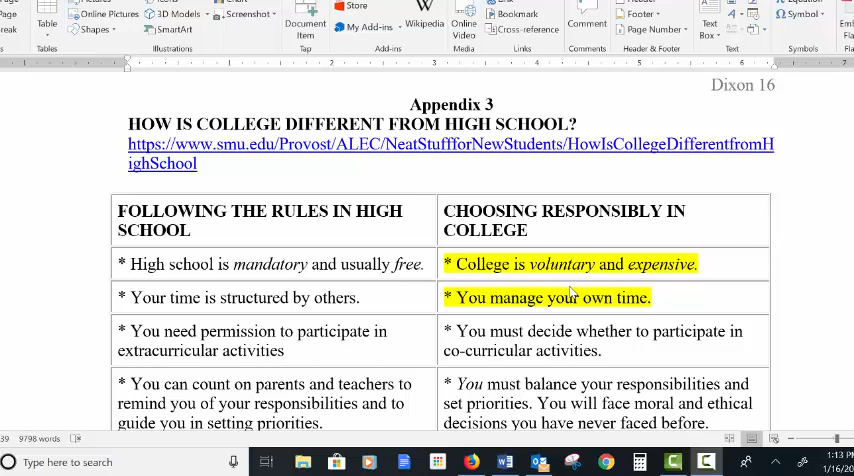 Store
My Add-ins
Wikipedia
Bookmark
Cross-reference
Footer
Page Number
Symbol
Table
Online Pictures
Shapes
3D Models
SmartArt
Screenshot
Document
Item
Online
Video
Comment
Text
Box
Illustrations
Tap
Add-ins
Media
Links
Comments
Header & Footer
Text
Symbols
Dixon 16
Appendix 3
HOW IS COLLEGE DIFFERENT FROM HIGH SCHOOL?
https://www.smu.edu/Provost/ALEC/NeatStuffforNewStudents/HowIsCollegeDifferentfromH
ighSchool
FOLLOWING THE RULES IN HIGH
SCHOOL
CHOOSING RESPONSIBLY IN
COLLEGE
* High school is mandatory and usually free.
* College is voluntary and expensive.
* Your time is structured by others.
* You manage your own time.
* You need permission to participate in
extracurricular activities
* You must decide whether to participate in
co-curricular activities.
* You can count on parents and teachers to
remind you of your responsibilities and to
guide you in setting priorities.
* You must balance your responsibilities and
set priorities. You will face moral and ethical
decisions you have never faced before.
39 9798 words
Type here to search
1:13 PM